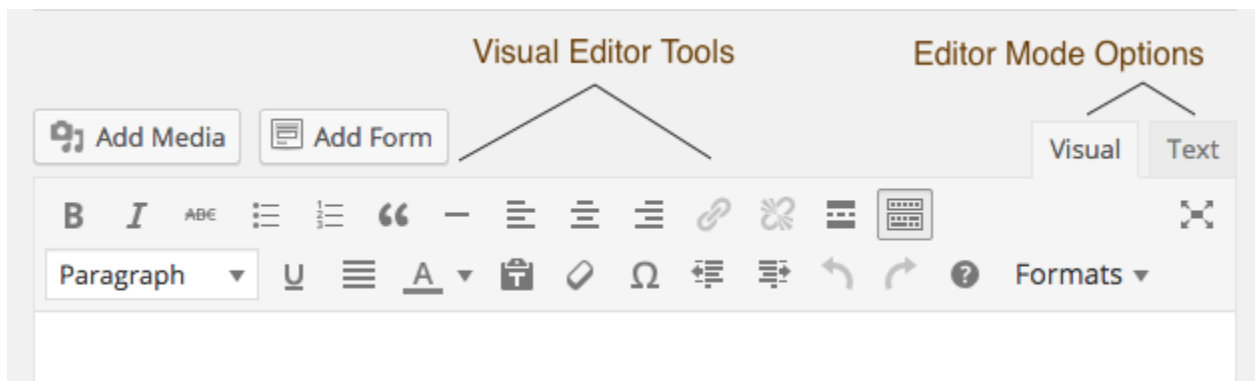 Visual Editor Tools Editor Mode Options
Add Media Add Form
Visual Text
B I ABC
Paragraph U A T Ω ? Formats